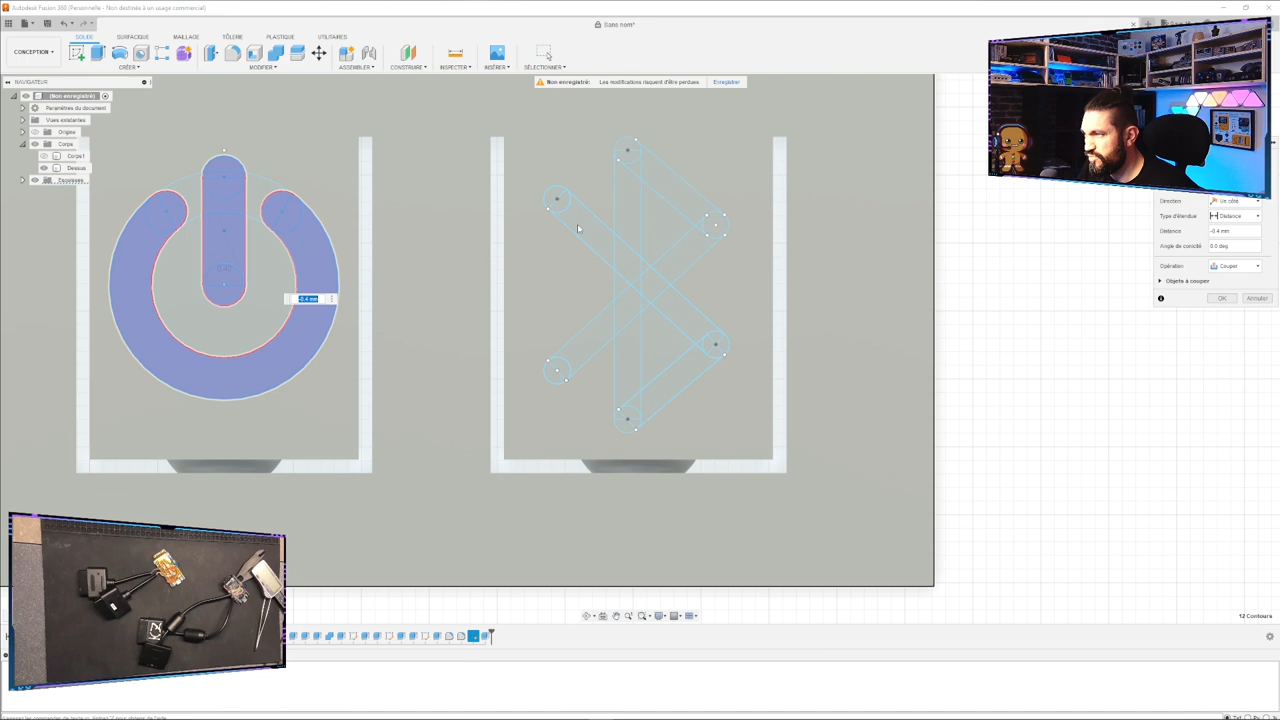 Autodesk Fusion 360 (Personnelle - Non destinée à un usage commercial)
Sans nom*
SOLIDE SURFACIQUE MAILLAGE TÔLERIE PLASTIQUE UTILITAIRES
CONCEPTION
CRÉER MODIFIER ASSEMBLER CONSTRUIRE INSPECTER INSÉRER SÉLECTIONNER
NAVIGATEUR
Non enregistré: Les modifications risquent d'être perdues Enregistrer
(Non enregistré)
Paramètres du document
Vues existantes
Origine
Corps
Corps1
Dessus
Esquisses
Direction Un côté
Type d'étendue Distance
Distance -0.4 mm
Angle de conicité 0.0 deg
Opération Couper
Objets à couper
OK Annuler
-0.4 mm
12 Contours